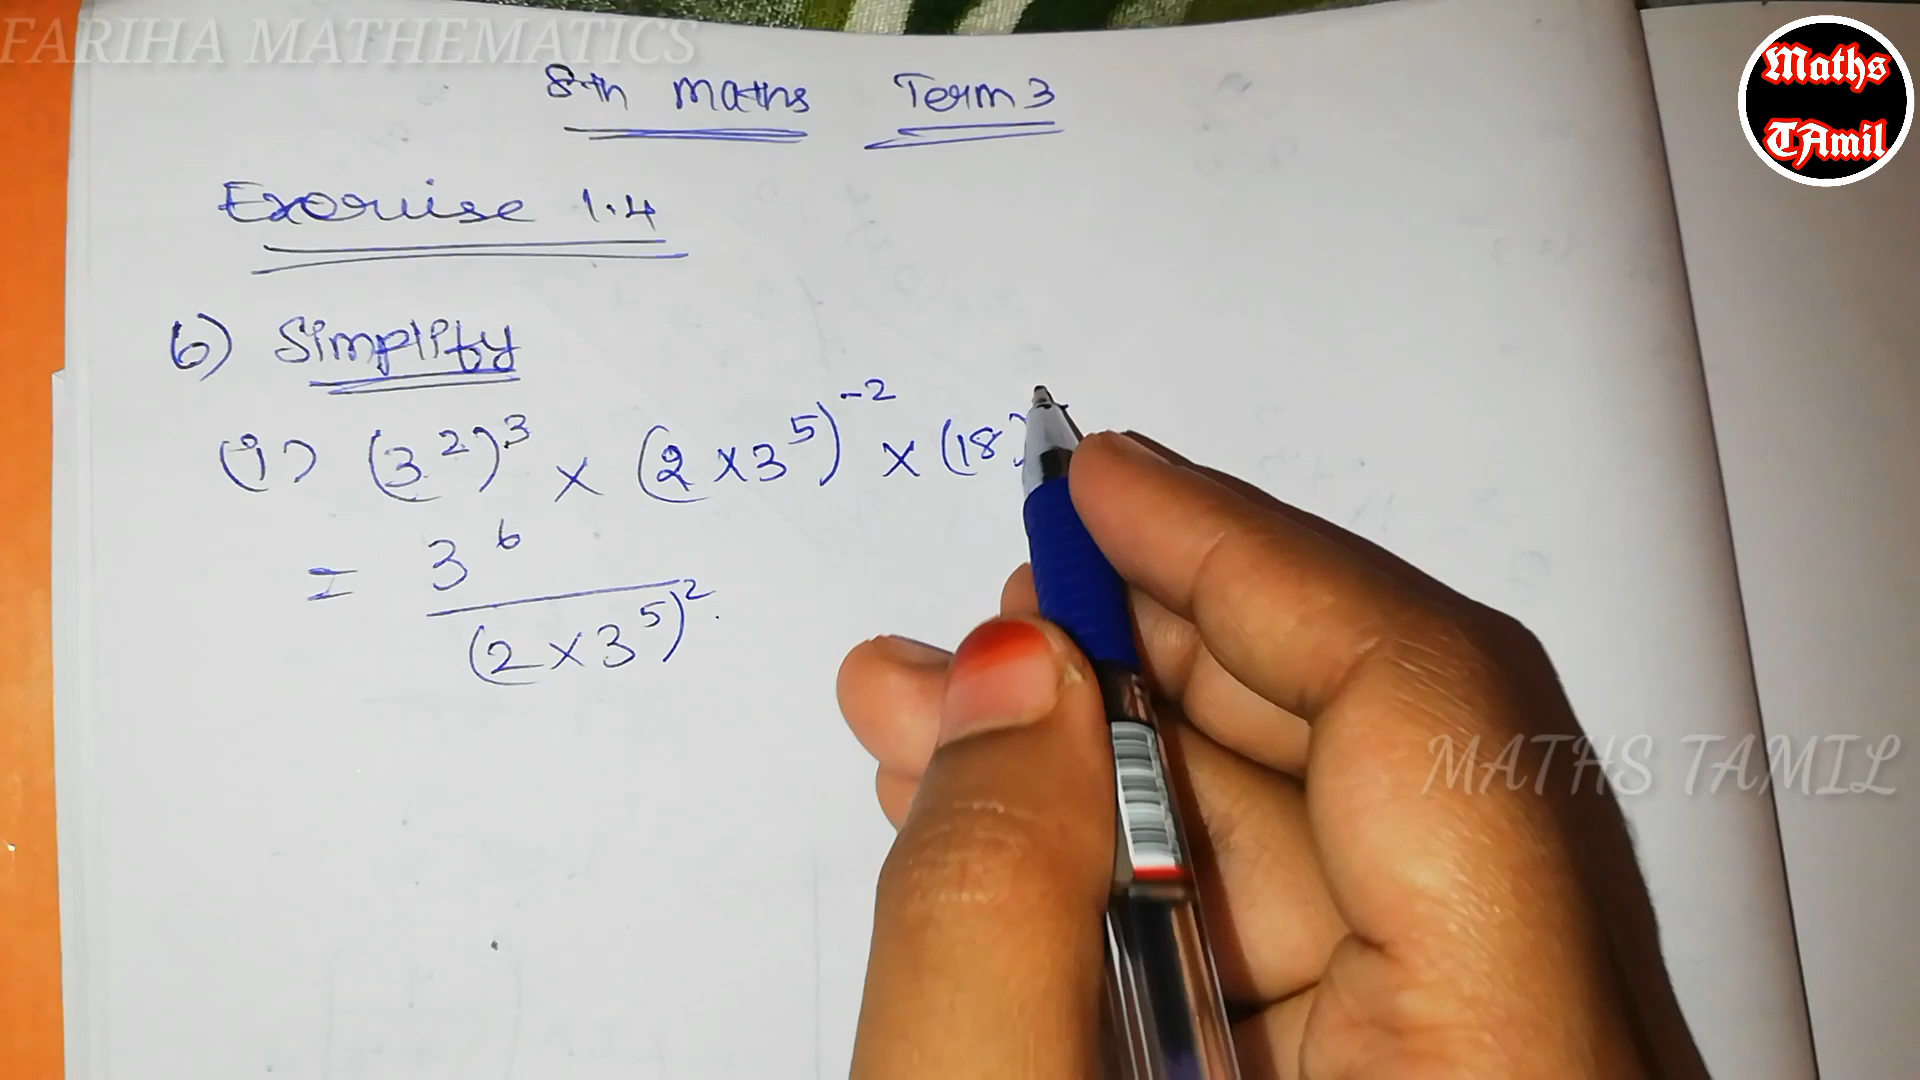 FARIHA MATHEMATICS
Maths
TAmil
8th Maths Term 3
Exercise 1.4
6) Simplify
(i) (3²)³ × (2 × 3⁵)⁻² × (18)
= 3⁶
(2 × 3⁵)²
MATHS TAMIL